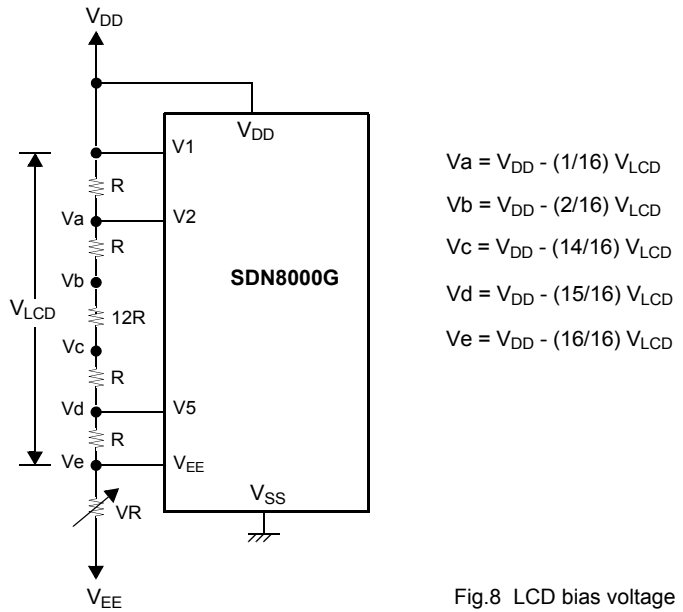 VDD
VDD
V1
R
Va
V2
R
Vb
SDN8000G
VLCD
12R
Vc
R
Vd
V5
R
Ve
VEE
VSS
VR
VEE
Va = VDD - (1/16) VLCD
Vb = VDD - (2/16) VLCD
Vc = VDD - (14/16) VLCD
Vd = VDD - (15/16) VLCD
Ve = VDD - (16/16) VLCD
Fig.8 LCD bias voltage